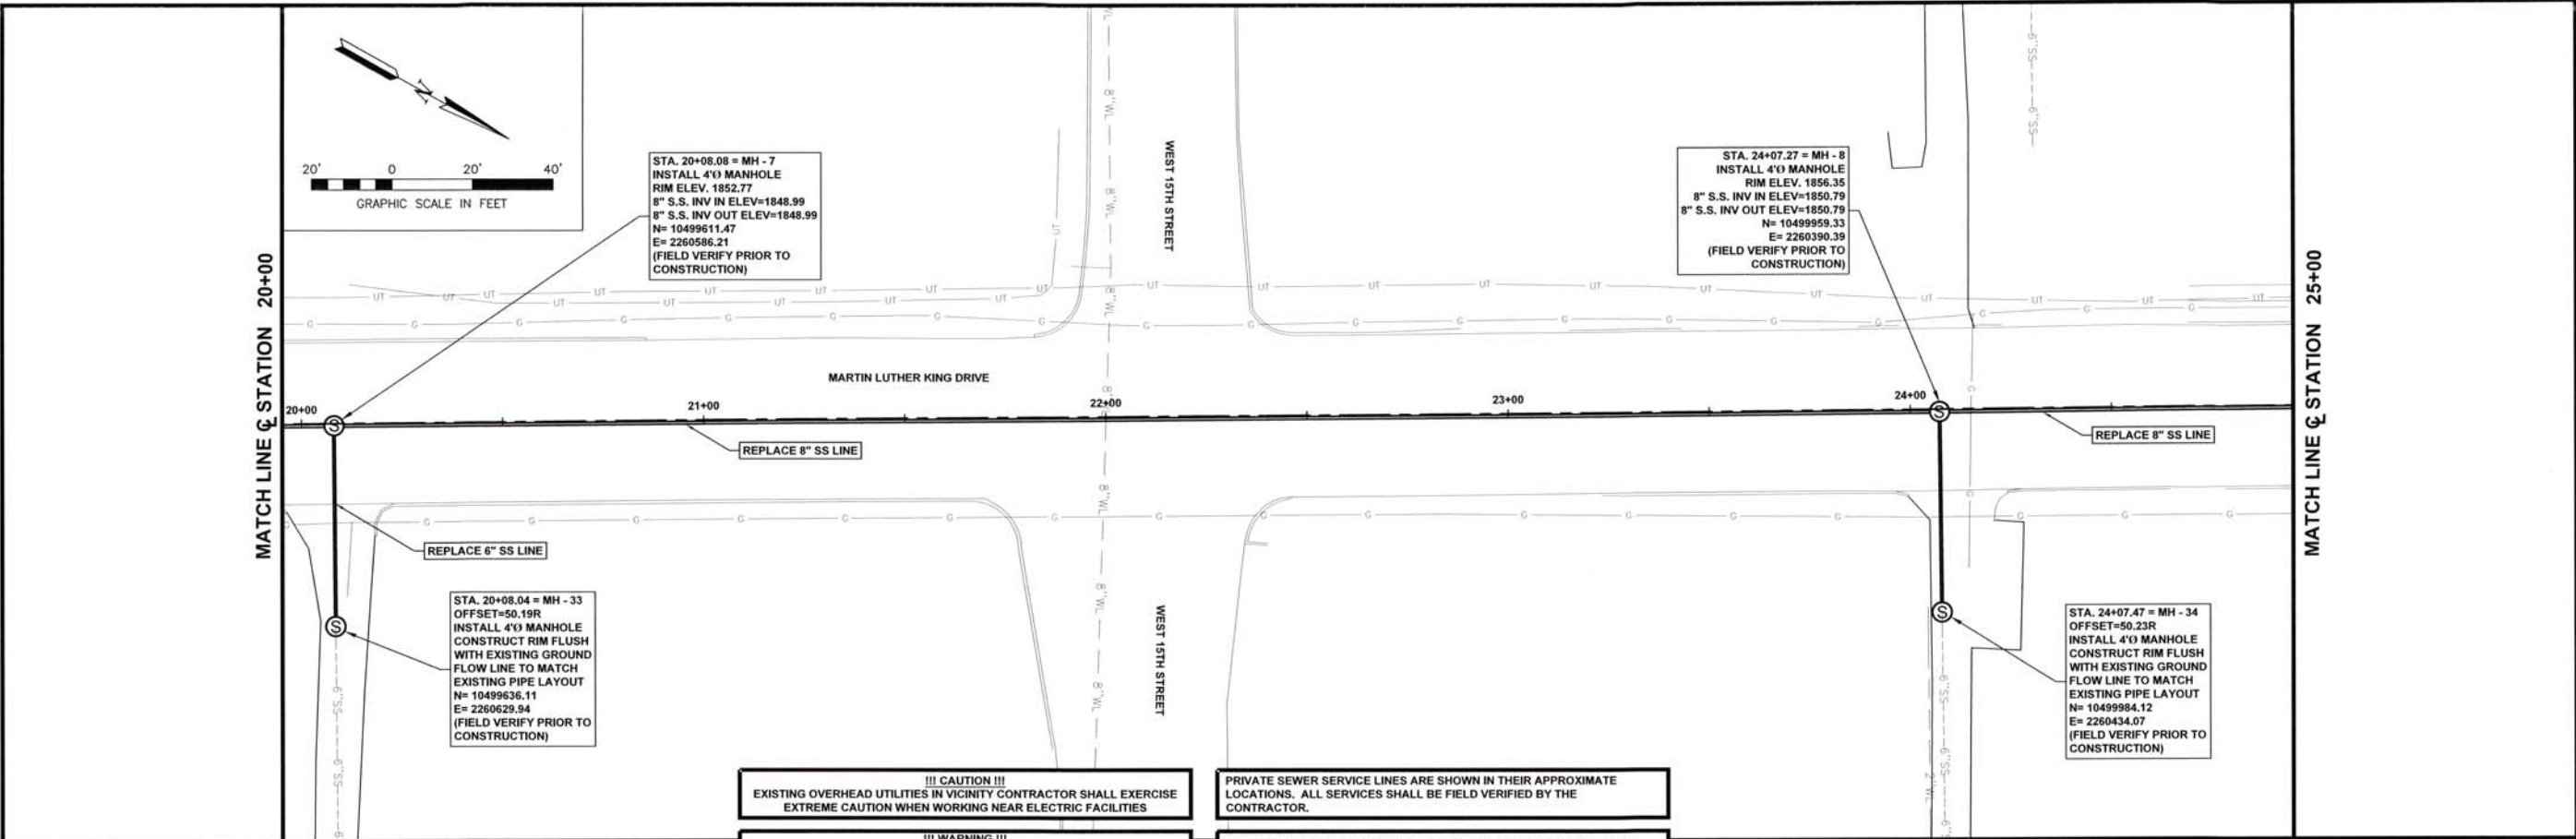 20' 0 20' 40'
GRAPHIC SCALE IN FEET
N
STA. 20+08.08 = MH - 7
INSTALL 4'Ø MANHOLE
RIM ELEV. 1852.77
8" S.S. INV IN ELEV=1848.99
8" S.S. INV OUT ELEV=1848.99
N= 10499611.47
E= 2260586.21
(FIELD VERIFY PRIOR TO
CONSTRUCTION)
WEST 15TH STREET
STA. 24+07.27 = MH - 8
INSTALL 4'Ø MANHOLE
RIM ELEV. 1856.35
8" S.S. INV IN ELEV=1850.79
8" S.S. INV OUT ELEV=1850.79
N= 10499959.33
E= 2260390.39
(FIELD VERIFY PRIOR TO
CONSTRUCTION)
MATCH LINE ℄ STATION 20+00
MATCH LINE ℄ STATION 25+00
MARTIN LUTHER KING DRIVE
20+00
21+00
22+00
23+00
24+00
REPLACE 8" SS LINE
REPLACE 8" SS LINE
REPLACE 6" SS LINE
STA. 20+08.04 = MH - 33
OFFSET=50.19R
INSTALL 4'Ø MANHOLE
CONSTRUCT RIM FLUSH
WITH EXISTING GROUND
FLOW LINE TO MATCH
EXISTING PIPE LAYOUT
N= 10499636.11
E= 2260629.94
(FIELD VERIFY PRIOR TO
CONSTRUCTION)
WEST 15TH STREET
STA. 24+07.47 = MH - 34
OFFSET=50.23R
INSTALL 4'Ø MANHOLE
CONSTRUCT RIM FLUSH
WITH EXISTING GROUND
FLOW LINE TO MATCH
EXISTING PIPE LAYOUT
N= 10499984.12
E= 2260434.07
(FIELD VERIFY PRIOR TO
CONSTRUCTION)
!!! CAUTION !!!
EXISTING OVERHEAD UTILITIES IN VICINITY CONTRACTOR SHALL EXERCISE
EXTREME CAUTION WHEN WORKING NEAR ELECTRIC FACILITIES
PRIVATE SEWER SERVICE LINES ARE SHOWN IN THEIR APPROXIMATE
LOCATIONS. ALL SERVICES SHALL BE FIELD VERIFIED BY THE
CONTRACTOR.
!!! WARNING !!!